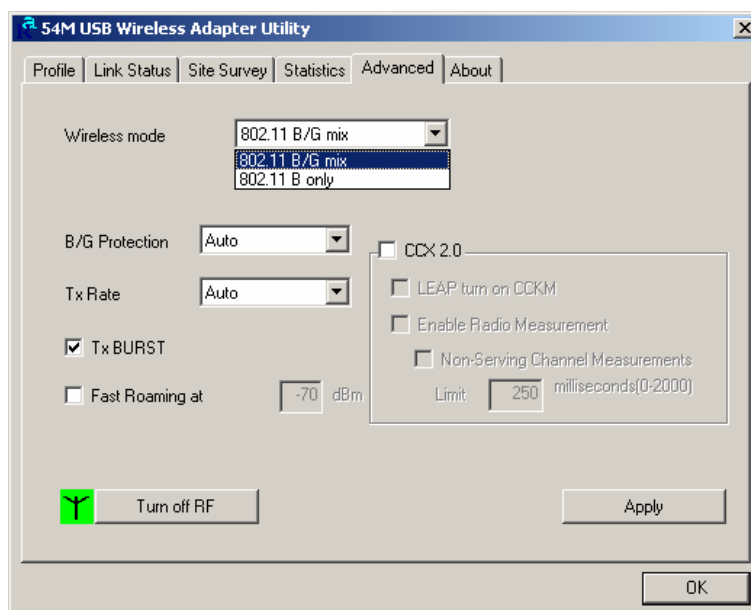 54M USB Wireless Adapter Utility
Profile Link Status Site Survey Statistics Advanced About
Wireless mode 802.11 B/G mix
802.11 B/G mix
802.11 B only
B/G Protection Auto
CCX 2.0
Tx Rate Auto
LEAP turn on CCKM
Enable Radio Measurement
Tx BURST
Non-Serving Channel Measurements
Fast Roaming at -70 dBm
Limit 250 milliseconds(0-2000)
Turn off RF
Apply
OK